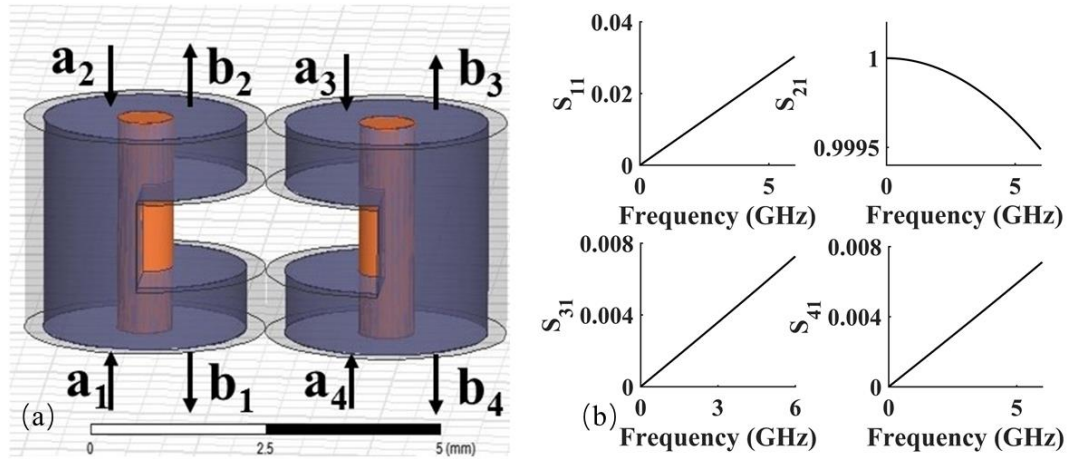 a2 b2 a3 b3
a1 b1 a4 b4
(a)
0 2.5 5 (mm)
S11
0.04
0.02
0
0 5
Frequency (GHz)
S21
1
0.9995
0 5
Frequency (GHz)
S31
0.008
0.004
0
0 3 6
Frequency (GHz)
S41
0.008
0.004
0
0 5
Frequency (GHz)
(b)